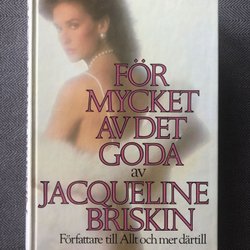 FÖR
MYCKET
AV DET
GODA
av
JACQUELINE
BRISKIN
Författare till Allt och mer därtill